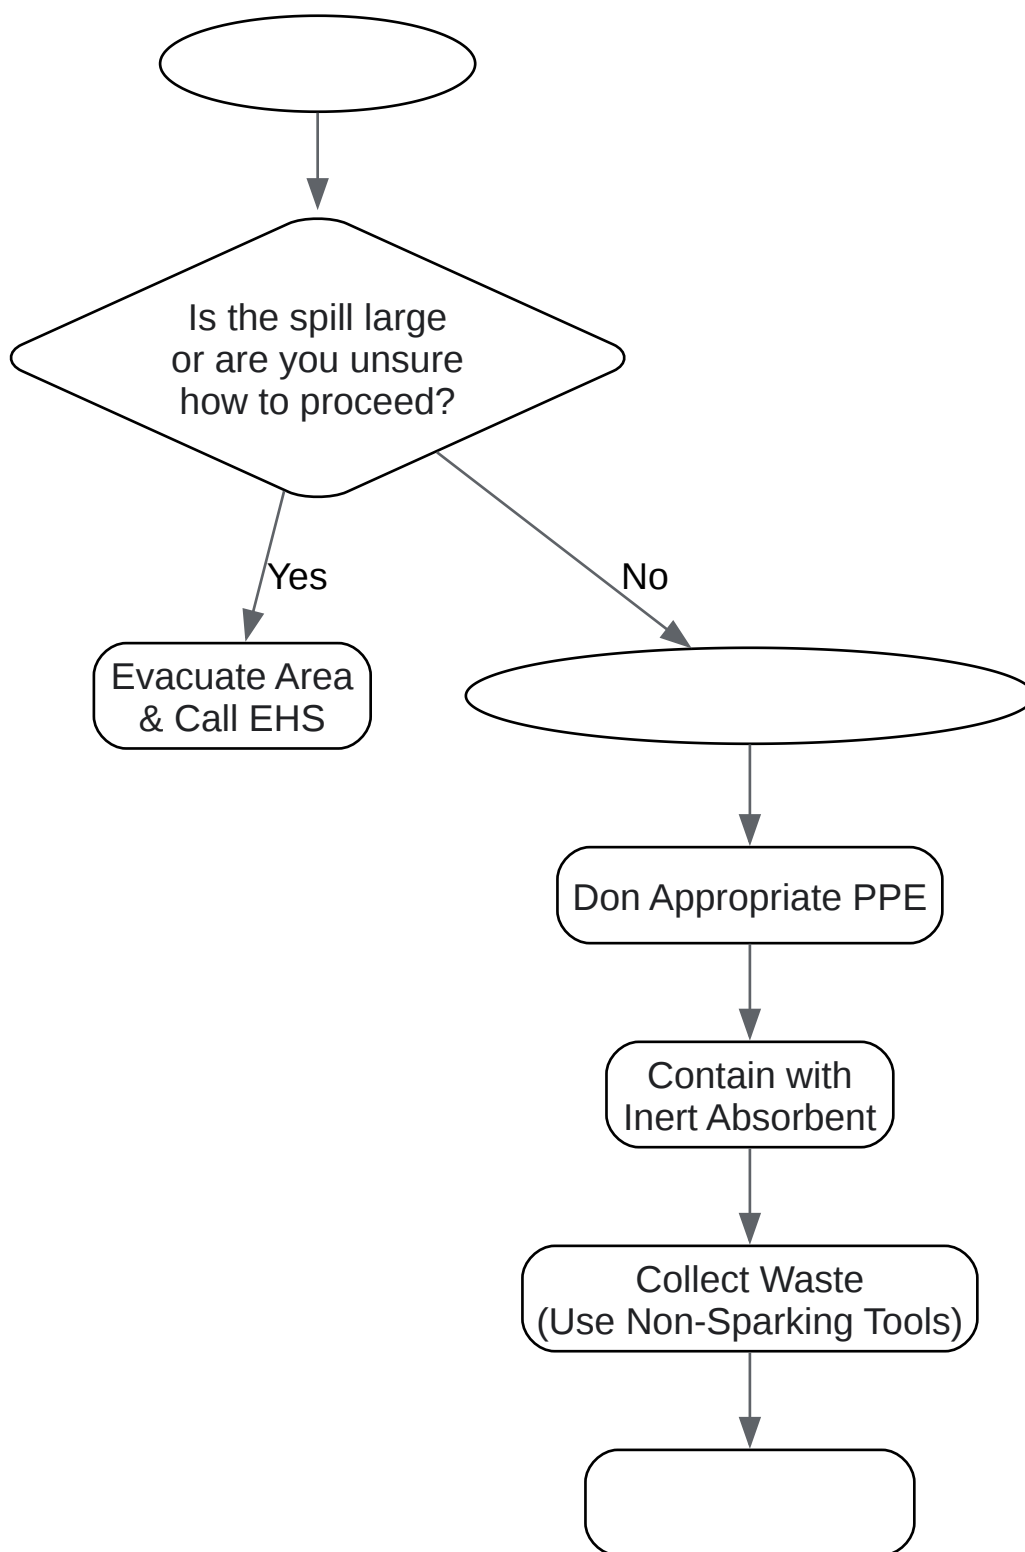 Is the spill large
or are you unsure
how to proceed?
Yes
No
Evacuate Area
& Call EHS
Don Appropriate PPE
Contain with
Inert Absorbent
Collect Waste
(Use Non-Sparking Tools)